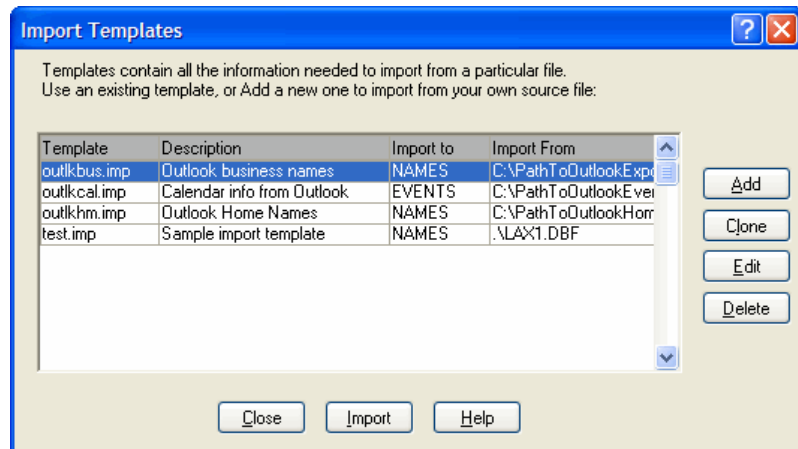 Import Templates
Templates contain all the information needed to import from a particular file.
Use an existing template, or Add a new one to import from your own source file:
Template Description Import to Import From
outlkbus.imp Outlook business names NAMES C:\PathToOutlookExpo
outlkcal.imp Calendar info from Outlook EVENTS C:\PathToOutlookEve
outlkhm.imp Outlook Home Names NAMES C:\PathToOutlookHom
test.imp Sample import template NAMES .\LAX1.DBF
Add
Clone
Edit
Delete
Close Import Help